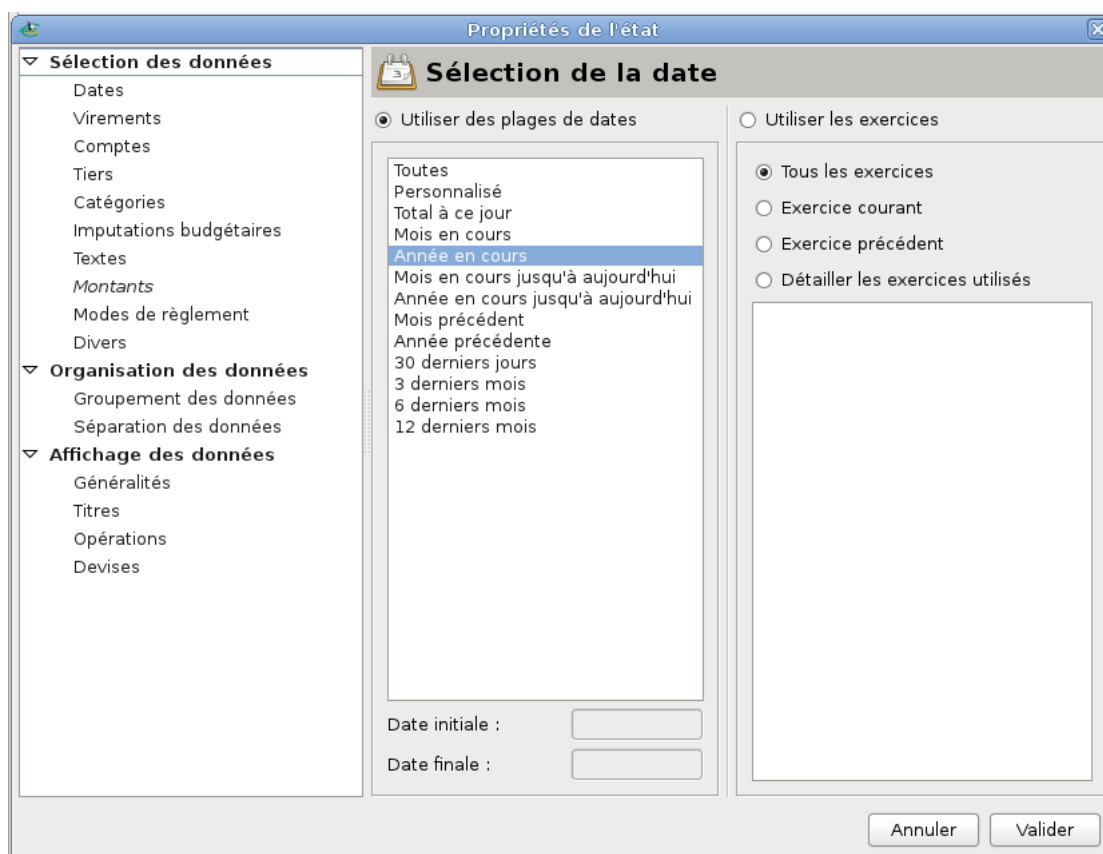 Propriétés de l'état
Sélection des données
Dates
Virements
Comptes
Tiers
Catégories
Imputations budgétaires
Textes
Montants
Modes de règlement
Divers
Organisation des données
Groupement des données
Séparation des données
Affichage des données
Généralités
Titres
Opérations
Devises
3
Sélection de la date
Utiliser des plages de dates
Toutes
Personnalisé
Total à ce jour
Mois en cours
Année en cours
Mois en cours jusqu'à aujourd'hui
Année en cours jusqu'à aujourd'hui
Mois précédent
Année précédente
30 derniers jours
3 derniers mois
6 derniers mois
12 derniers mois
Date initiale :
Date finale :
Utiliser les exercices
Tous les exercices
Exercice courant
Exercice précédent
Détailler les exercices utilisés
Annuler
Valider